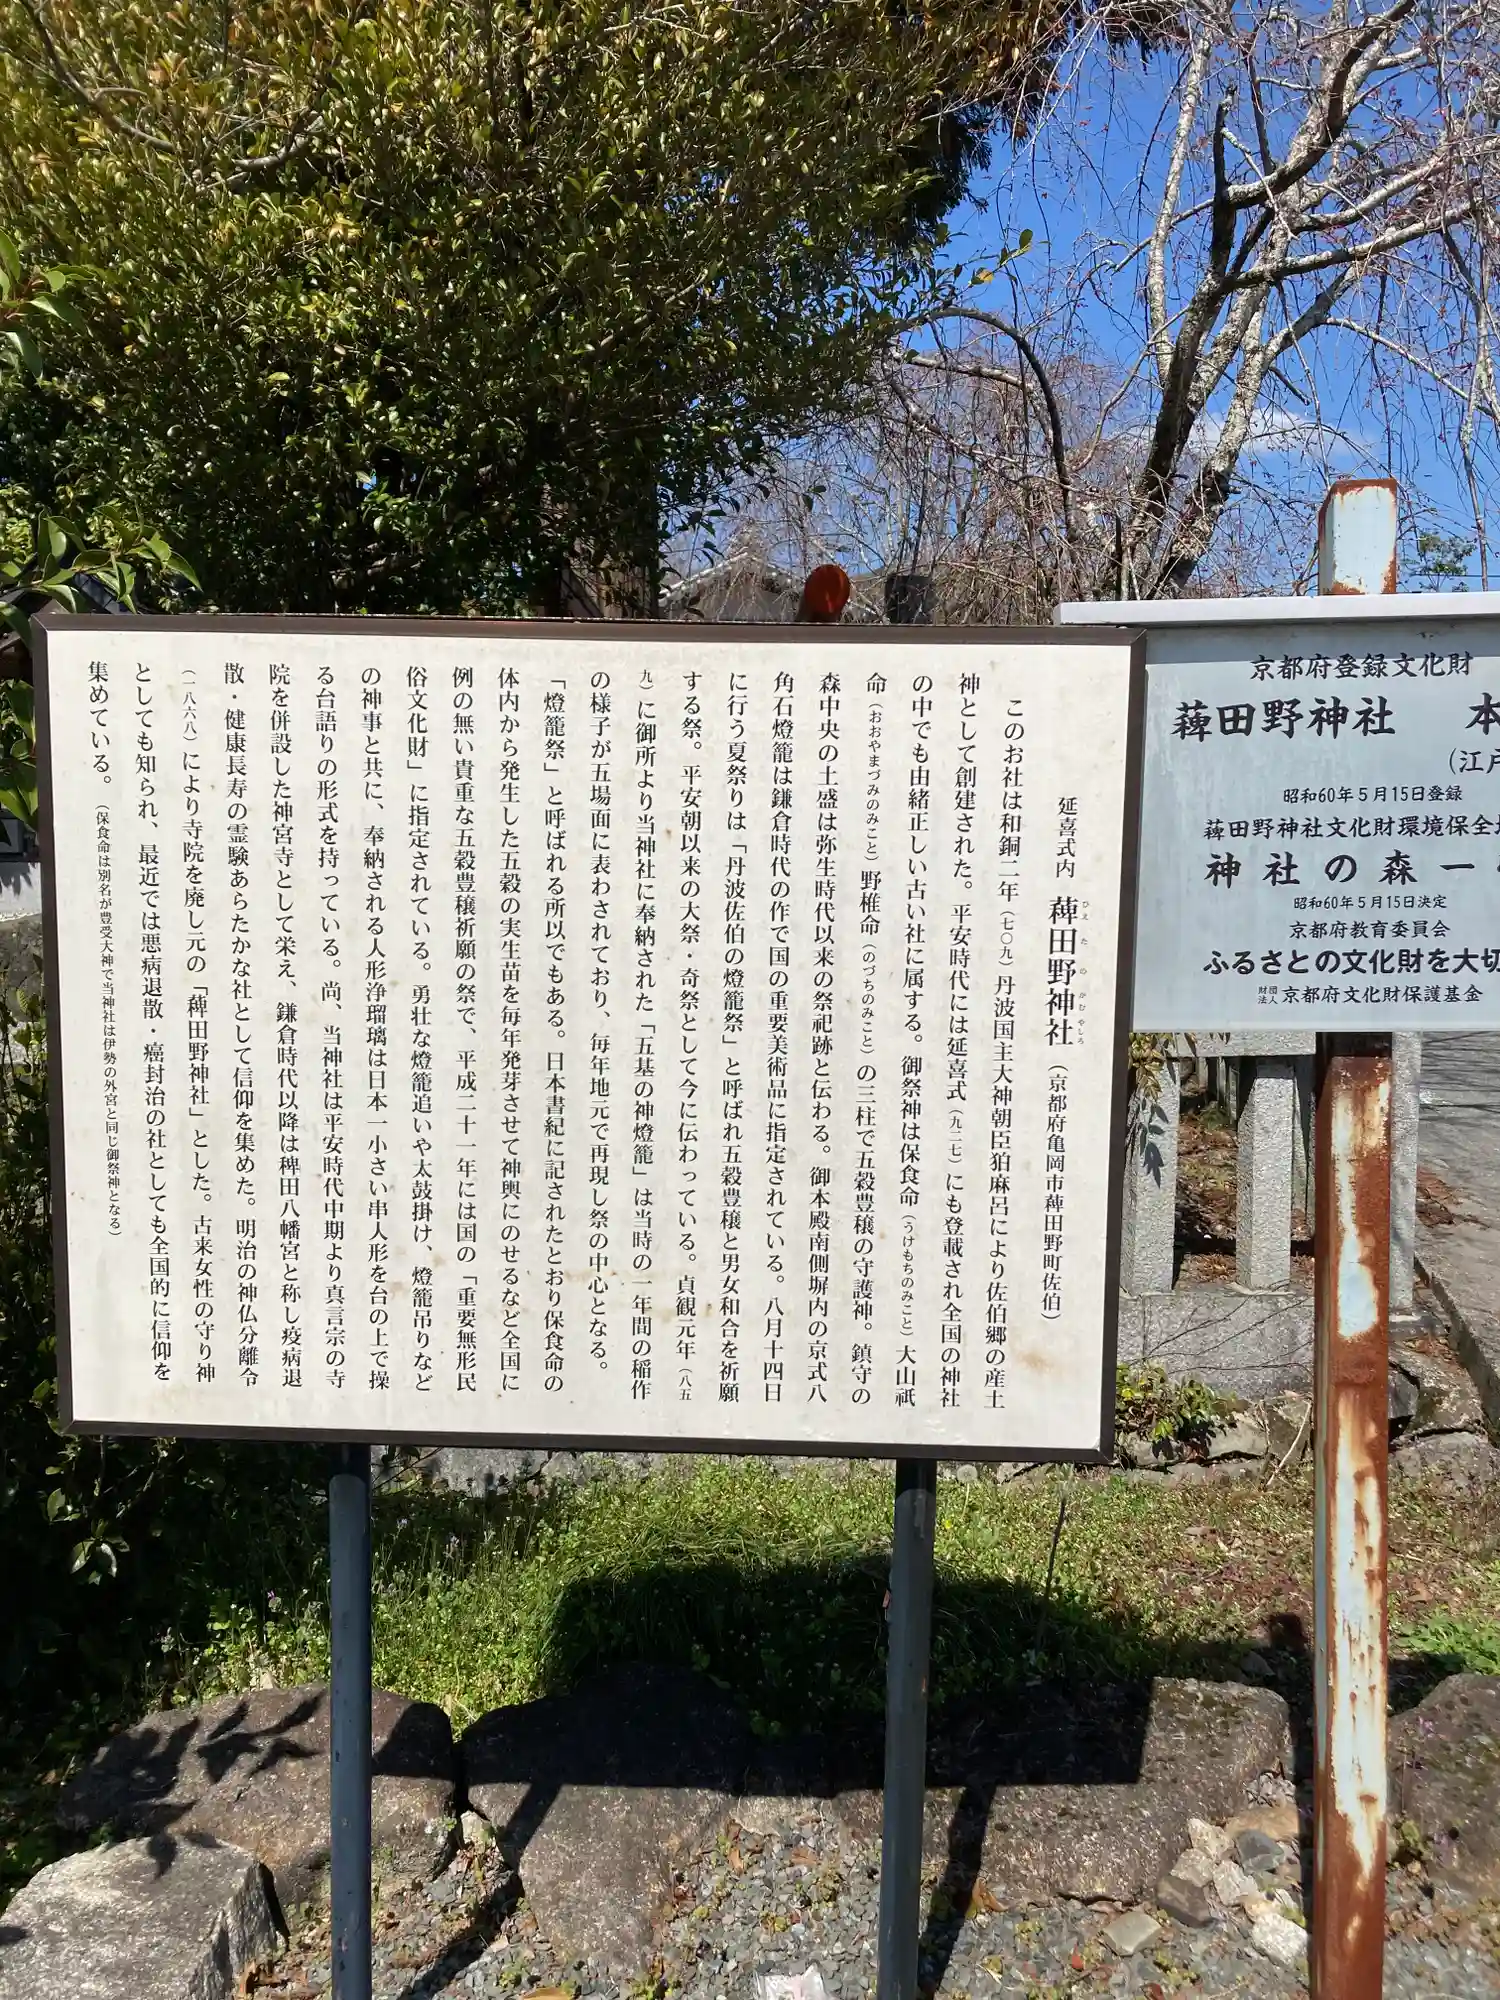 延喜式内 薭田野神社 (京都府亀岡市薭田野町佐伯)
ひえ た の かむ やしろ
このお社は和銅二年(七〇九)丹波国主大神朝臣狛麻呂により佐伯郷の産土
神として創建された。平安時代には延喜式(九二七)にも登載され全国の神社
の中でも由緒正しい古い社に属する。御祭神は保食命(うけもちのみこと)大山祇
命(おおやまづみのみこと)野椎命(のづちのみこと)の三柱で五穀豊穣の守護神。鎮守の
森中央の土盛は弥生時代以来の祭祀跡と伝わる。御本殿南側塀内の京式八
角石燈籠は鎌倉時代の作で国の重要美術品に指定されている。八月十四日
に行う夏祭りは「丹波佐伯の燈籠祭」と呼ばれ五穀豊穣と男女和合を祈願
する祭。平安朝以来の大祭・奇祭として今に伝わっている。貞観元年(八五
九)に御所より当神社に奉納された「五基の神燈籠」は当時の一年間の稲作
の様子が五場面に表わされており、毎年地元で再現し祭の中心となる。
「燈籠祭」と呼ばれる所以でもある。日本書紀に記されたとおり保食命の
体内から発生した五穀の実生苗を毎年発芽させて神輿にのせるなど全国に
例の無い貴重な五穀豊穣祈願の祭で、平成二十一年には国の「重要無形民
俗文化財」に指定されている。勇壮な燈籠追いや太鼓掛け、燈籠吊りなど
の神事と共に、奉納される人形浄瑠璃は日本一小さい串人形を台の上で操
る台語りの形式を持っている。尚、当神社は平安時代中期より真言宗の寺
院を併設した神宮寺として栄え、鎌倉時代以降は稗田八幡宮と称し疫病退
散・健康長寿の霊験あらたかな社として信仰を集めた。明治の神仏分離令
(一八六八)により寺院を廃し元の「薭田野神社」とした。古来女性の守り神
としても知られ、最近では悪病退散・癌封治の社としても全国的に信仰を
集めている。(保食命は別名が豊受大神で当神社は伊勢の外宮と同じ御祭神となる)
京都府登録文化財
薭田野神社 本
(江戸
昭和60年5月15日登録
薭田野神社文化財環境保全地
神社の森一
昭和60年5月15日決定
京都府教育委員会
ふるさとの文化財を大切
財団法人 京都府文化財保護基金